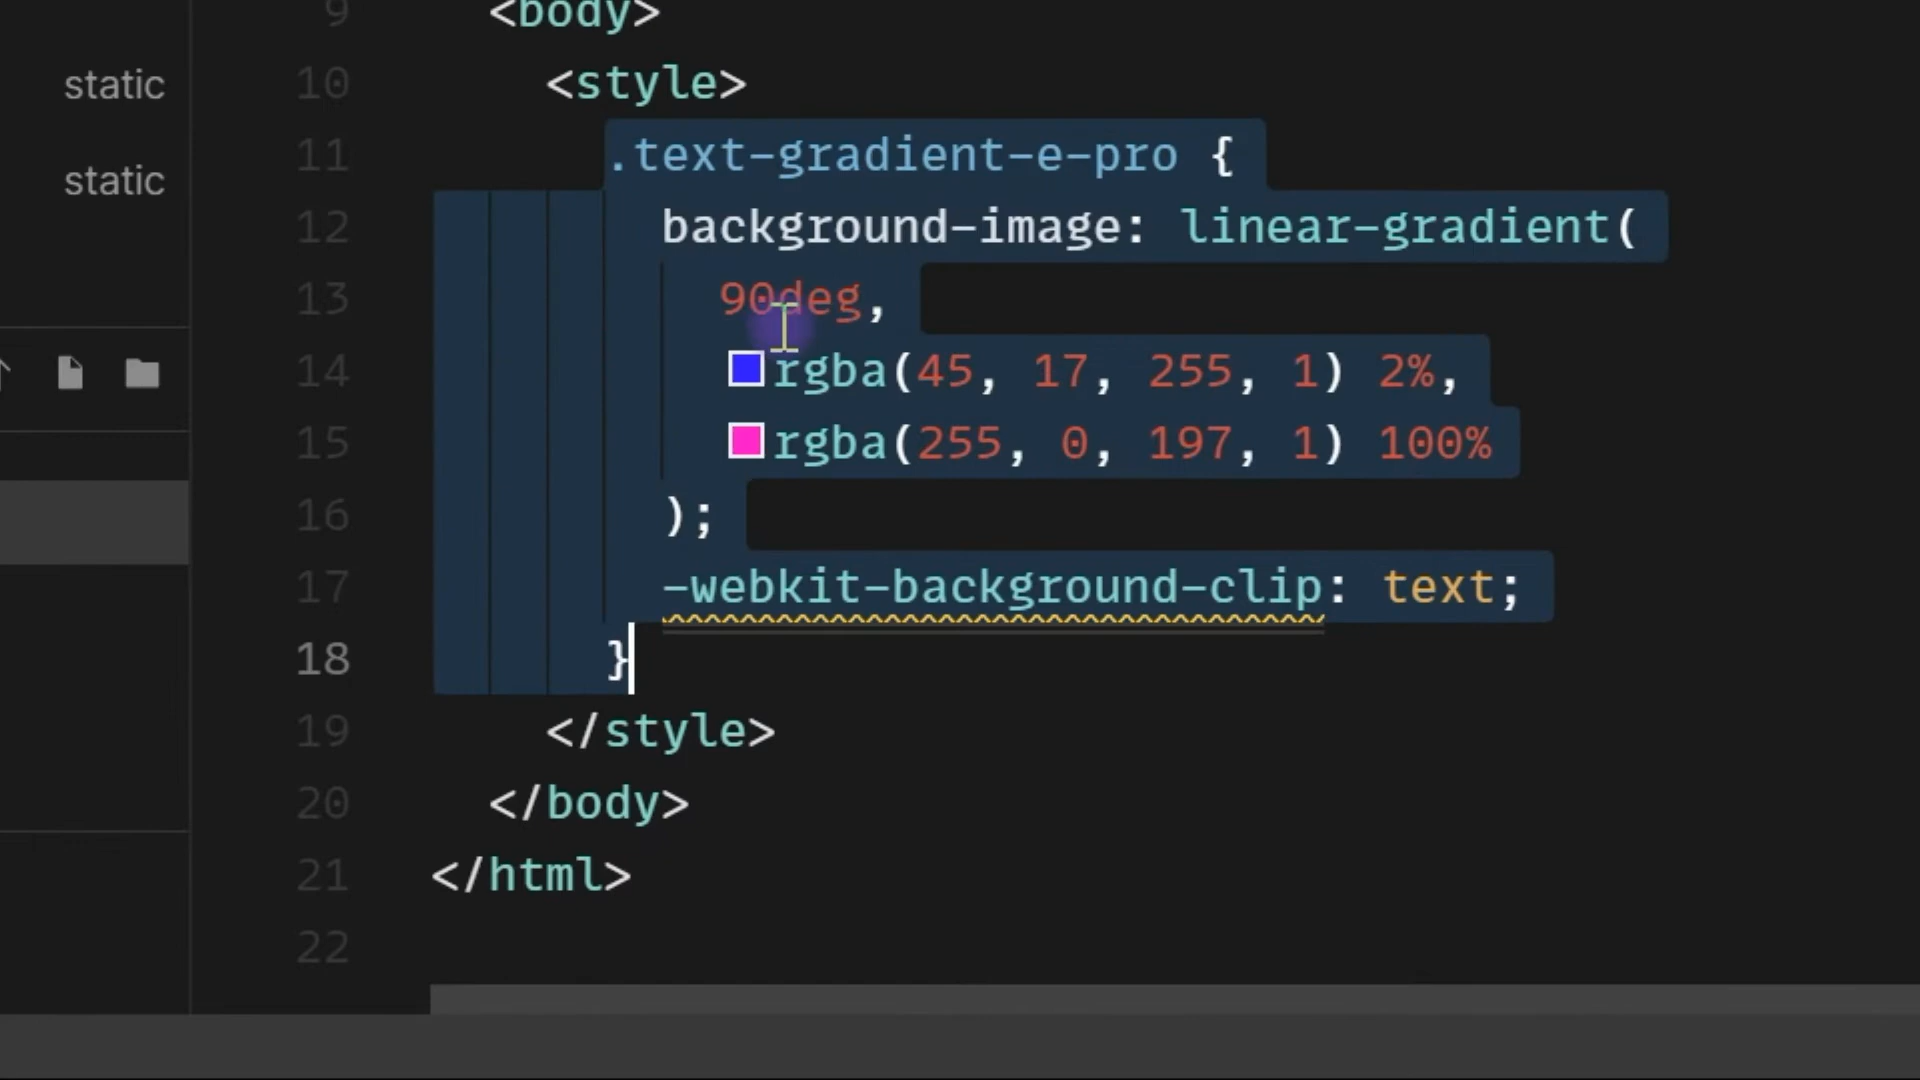 static
static
9 <body>
10 <style>
11 .text-gradient-e-pro {
12 background-image: linear-gradient(
13 90deg,
14 rgba(45, 17, 255, 1) 2%,
15 rgba(255, 0, 197, 1) 100%
16 );
17 -webkit-background-clip: text;
18 }
19 </style>
20 </body>
21 </html>
22